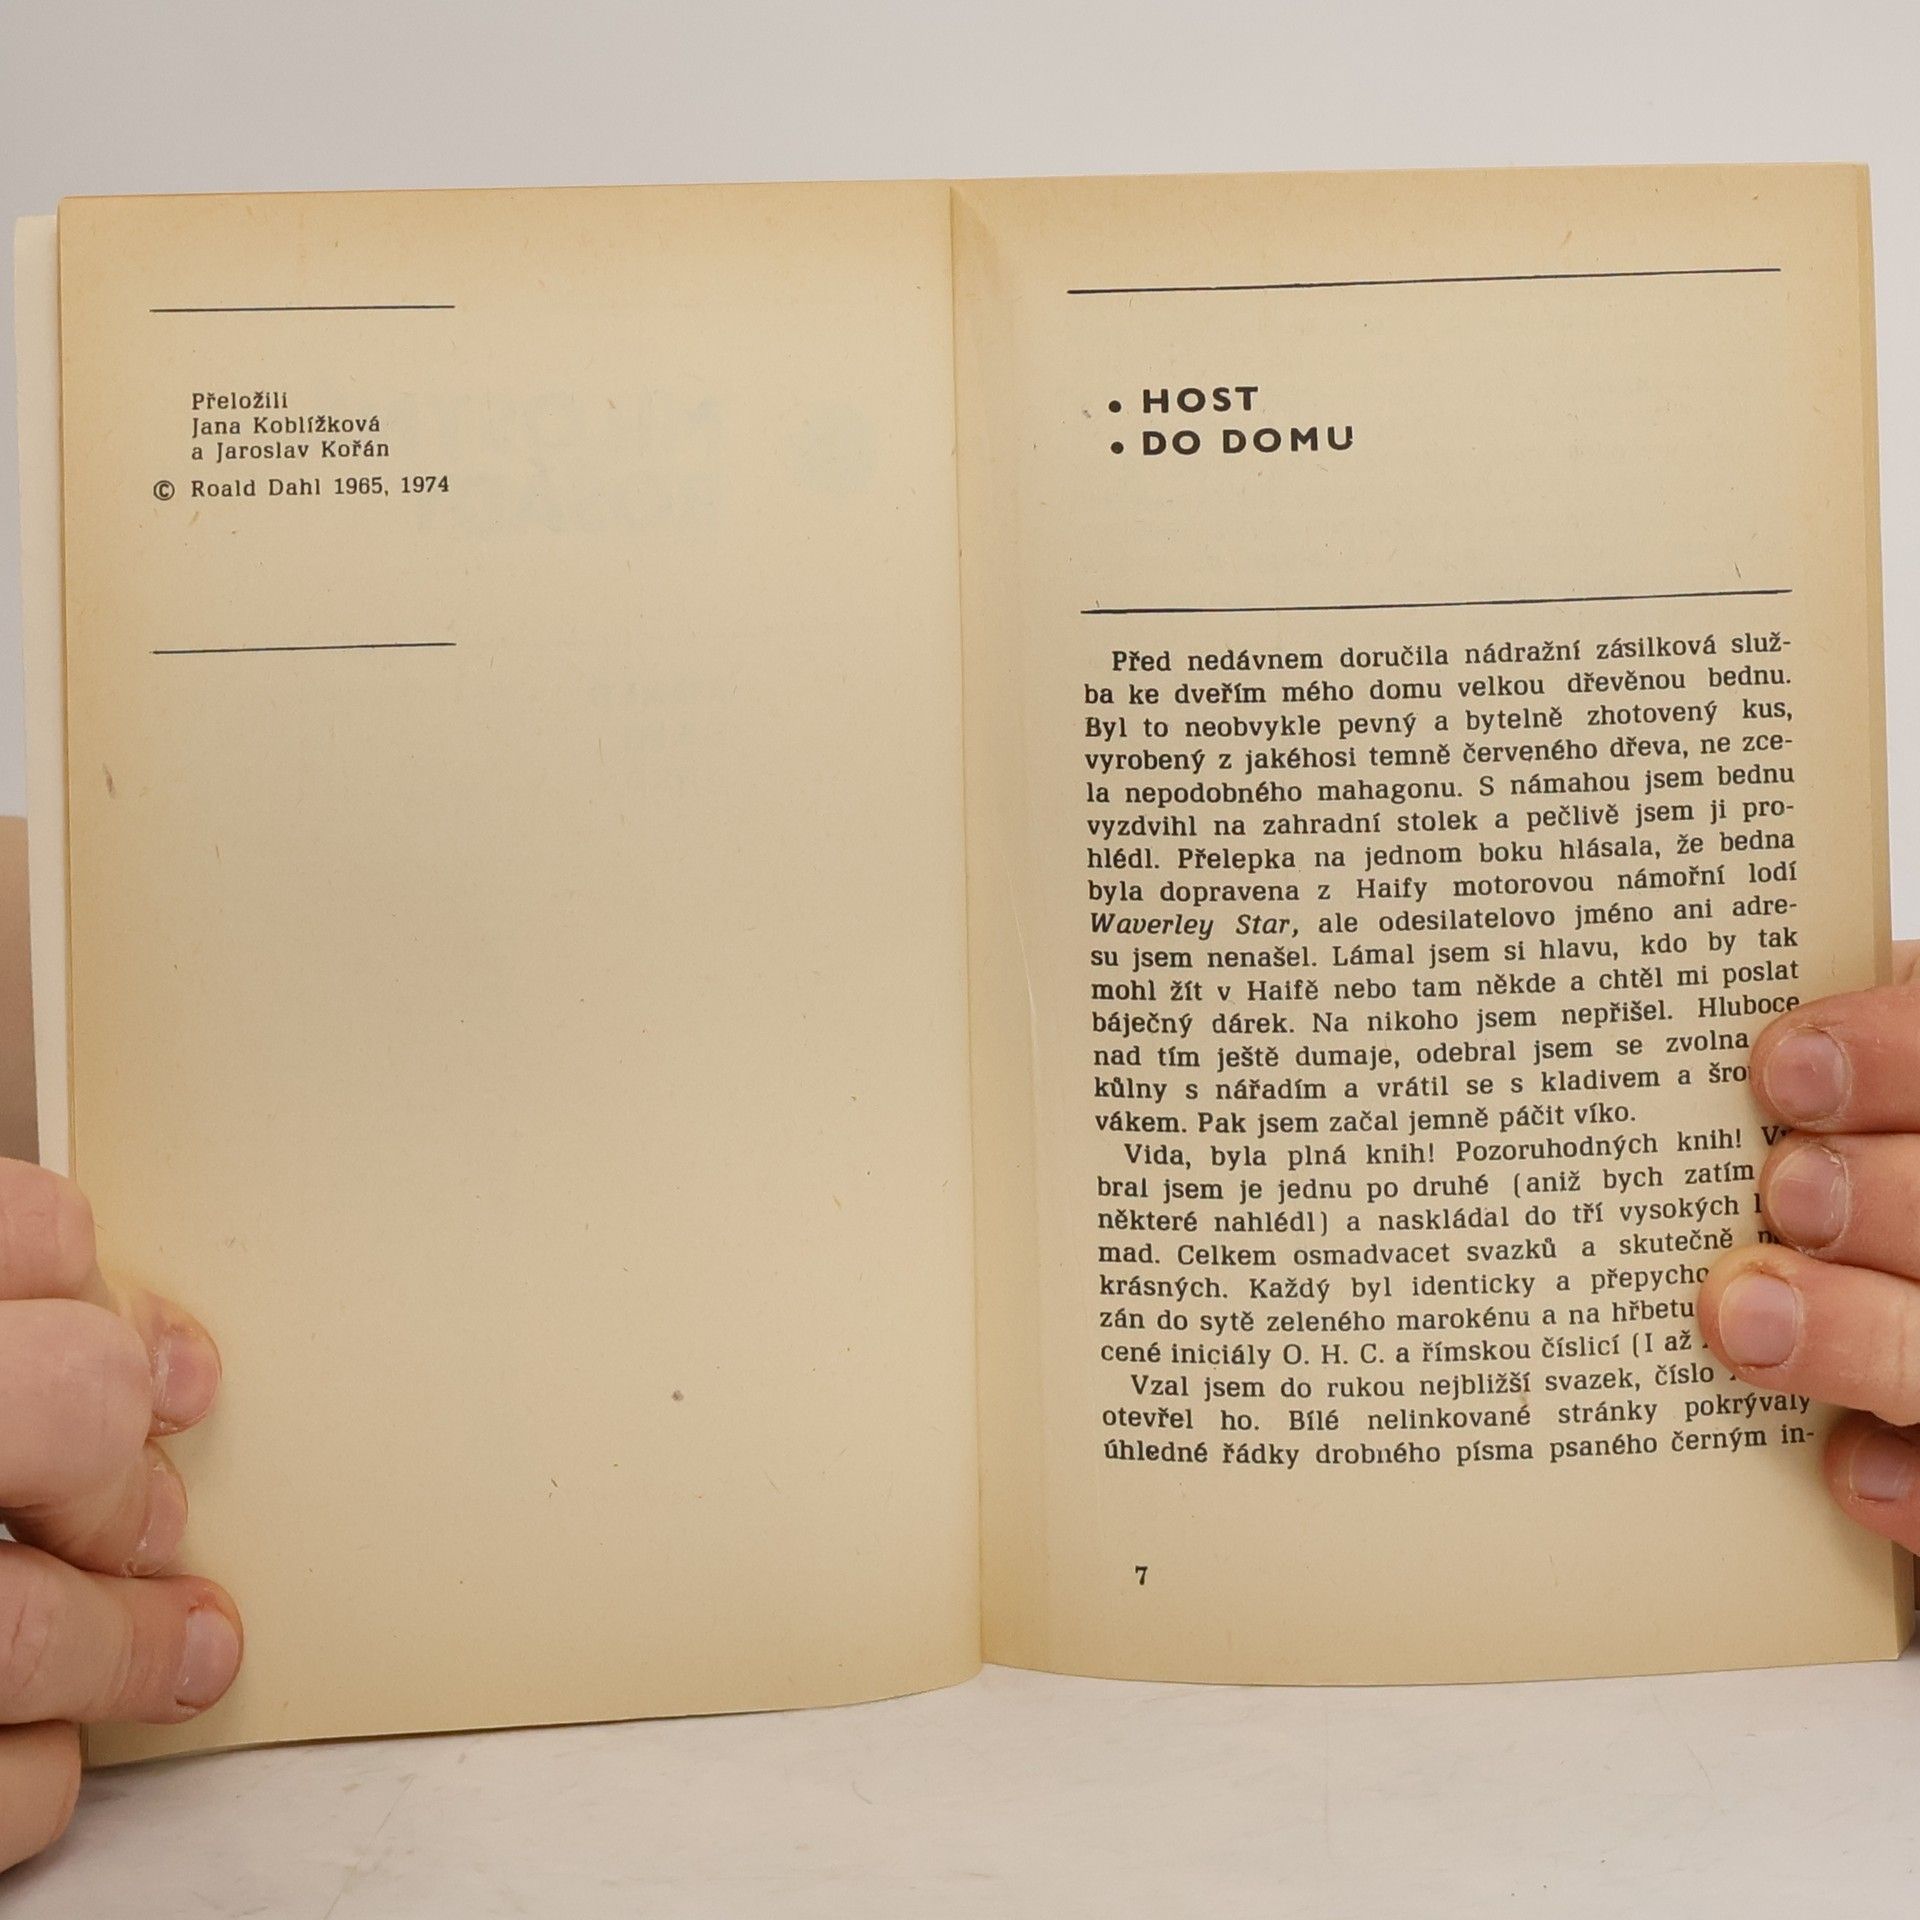 Přeložili
Jana Koblížková
a Jaroslav Kořán
© Roald Dahl 1965, 1974
• HOST
• DO DOMU
Před nedávnem doručila nádražní zásilková služ-
ba ke dveřím mého domu velkou dřevěnou bednu.
Byl to neobvykle pevný a bytelně zhotovený kus,
vyrobený z jakéhosi temně červeného dřeva, ne zce-
la nepodobného mahagonu. S námahou jsem bednu
vyzdvihl na zahradní stolek a pečlivě jsem ji pro-
hlédl. Přelepka na jednom boku hlásala, že bedna
byla dopravena z Haify motorovou námořní lodí
Waverley Star, ale odesilatelovo jméno ani adre-
su jsem nenašel. Lámal jsem si hlavu, kdo by tak
mohl žít v Haifě nebo tam někde a chtěl mi poslat
báječný dárek. Na nikoho jsem nepřišel. Hluboce
nad tím ještě dumaje, odebral jsem se zvolna
kůlny s nářadím a vrátil se s kladivem a
vákem. Pak jsem začal jemně páčit víko.
Vida, byla plná knih! Pozoruhodných knih!
bral jsem je jednu po druhé (aniž bych zatím
některé nahlédl) a naskládal do tří vysokých
mad. Celkem osmadvacet svazků a skutečně
krásných. Každý byl identicky a
zán do sytě zeleného marokénu a na hřbetu
cené iniciály O. H. C. a římskou číslicí (I až
Vzal jsem do rukou nejbližší svazek, číslo
otevřel ho. Bílé nelinkované stránky pokrývaly
úhledné řádky drobného písma psaného černým in-
7